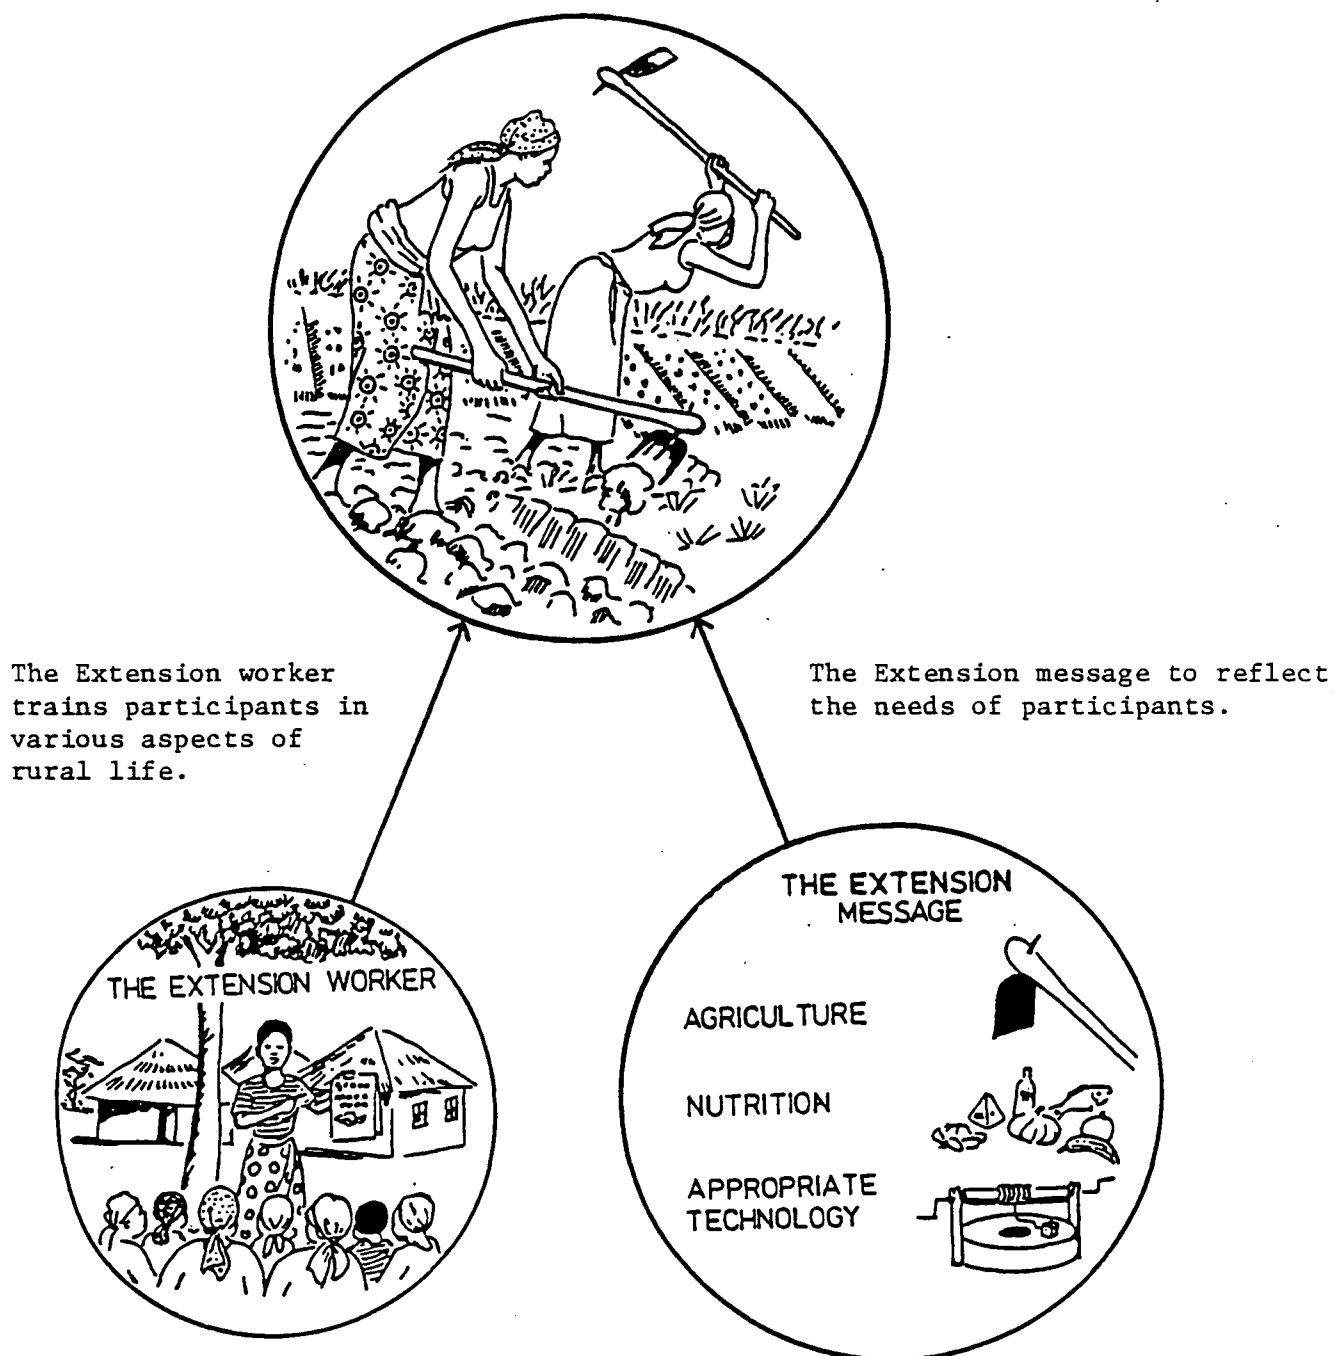 The Extension worker
trains participants in
various aspects of
rural life.
The Extension message to reflect
the needs of participants.
THE EXTENSION WORKER
THE EXTENSION
MESSAGE
AGRICULTURE
NUTRITION
APPROPRIATE
TECHNOLOGY